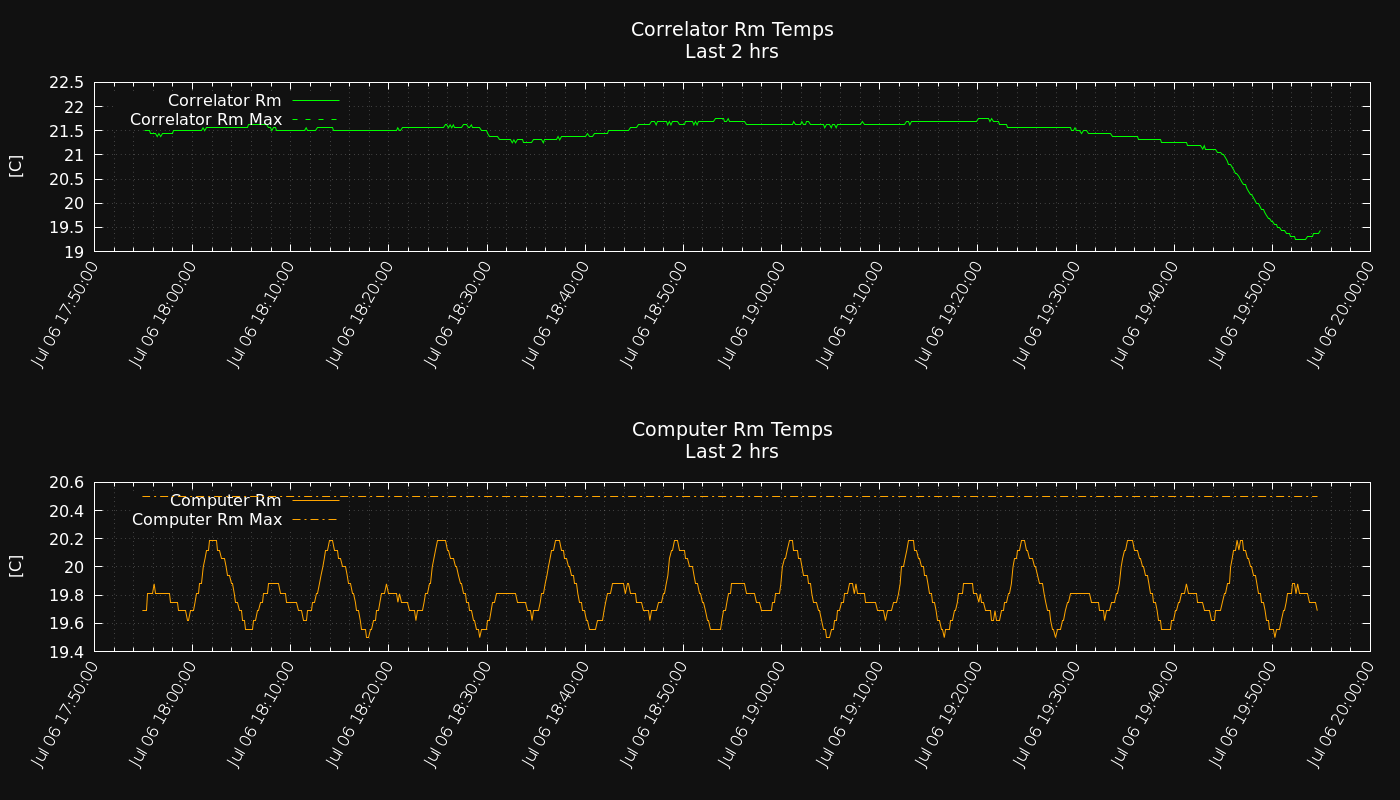 Correlator Rm Temps
Last 2 hrs
22.5
22
21.5
21
20.5
20
19.5
19
[C]
Correlator Rm
Correlator Rm Max
Jul 06 17:50:00
Jul 06 18:00:00
Jul 06 18:10:00
Jul 06 18:20:00
Jul 06 18:30:00
Jul 06 18:40:00
Jul 06 18:50:00
Jul 06 19:00:00
Jul 06 19:10:00
Jul 06 19:20:00
Jul 06 19:30:00
Jul 06 19:40:00
Jul 06 19:50:00
Jul 06 20:00:00
Computer Rm Temps
Last 2 hrs
20.6
20.4
20.2
20
19.8
19.6
19.4
[C]
Computer Rm
Computer Rm Max
Jul 06 17:50:00
Jul 06 18:00:00
Jul 06 18:10:00
Jul 06 18:20:00
Jul 06 18:30:00
Jul 06 18:40:00
Jul 06 18:50:00
Jul 06 19:00:00
Jul 06 19:10:00
Jul 06 19:20:00
Jul 06 19:30:00
Jul 06 19:40:00
Jul 06 19:50:00
Jul 06 20:00:00